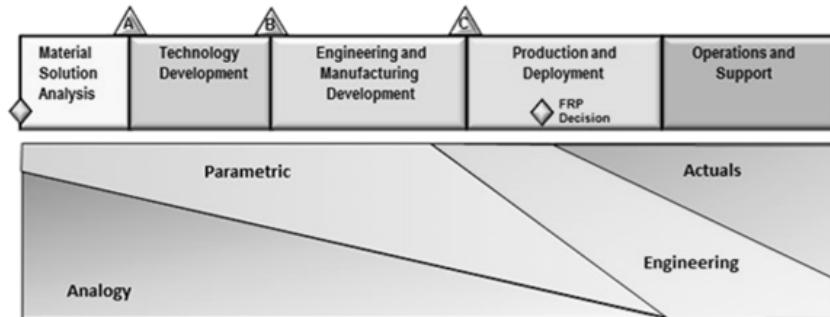 A
B
C
Material
Solution
Analysis
Technology
Development
Engineering and
Manufacturing
Development
Production and
Deployment
FRP
Decision
Operations and
Support
Parametric
Actuals
Engineering
Analogy